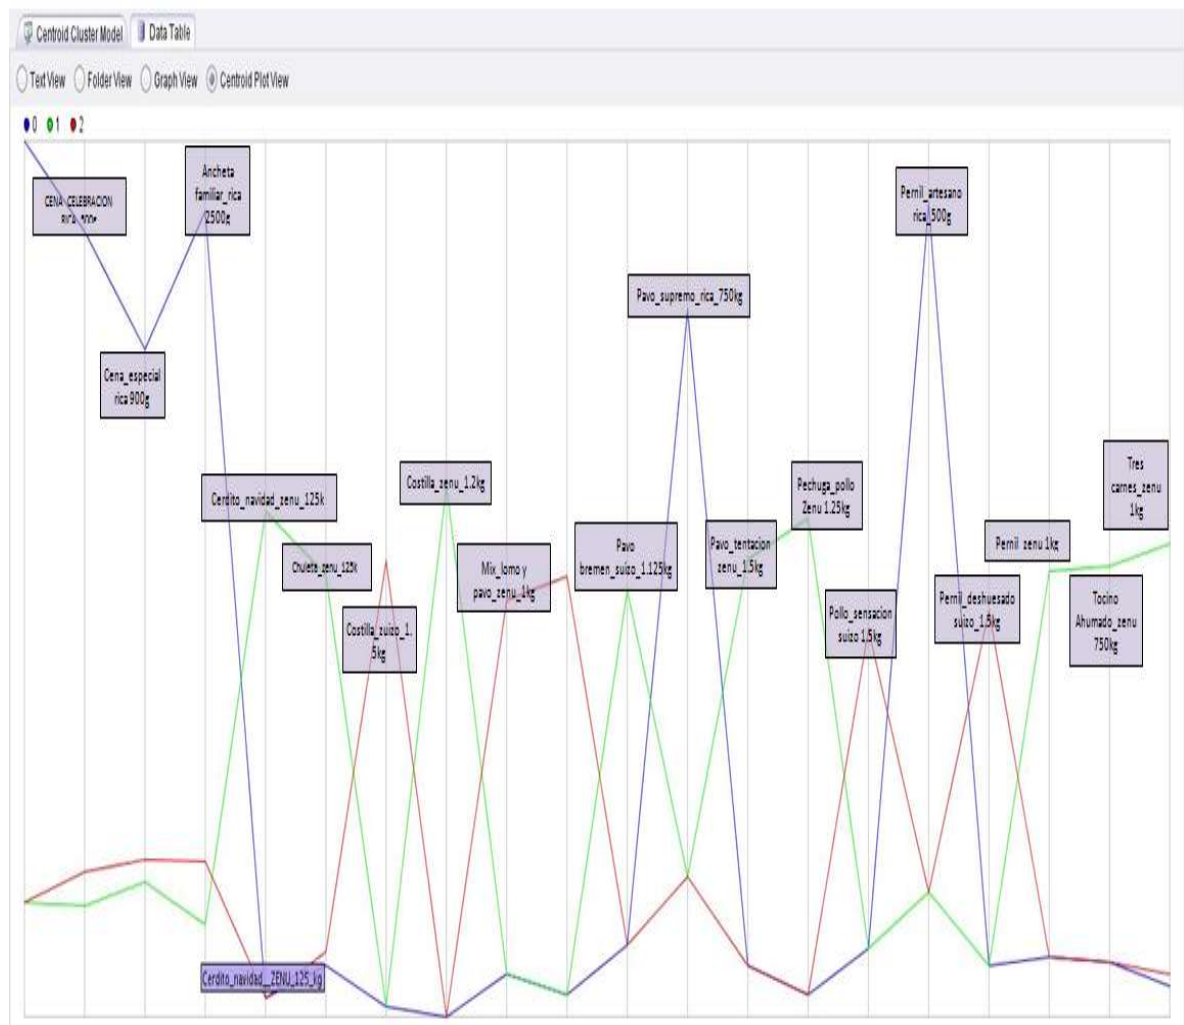 Centroid Cluster Model Data Table
Text View Folder View Graph View Centroid Plot View
0 1 2
CENA_CELEBRACION
Ancheta
familiar_rica
2500g
Pernil_artesano
rica_500g
Pavo_supremo_rica_750kg
Cena_especial
rica 900g
Cerdito_navidad_zenu_125k
Costilla_zenu_1.2kg
Pechuga_pollo
Zenu 1.25kg
Tres
carnes_zenu
1kg
Chuleta_zenu_125k
Mix_lomo y
pavo_zenu_1kg
Pavo
bremen_suizo_1.125kg
Pavo_tentacion
zenu_1.5kg
Pernil zenu 1kg
Costilla_zuizo_1.
5kg
Pollo_sensacion
suizo 1.5kg
Pernil_deshuesado
suizo_1.5kg
Tocino
Ahumado_zenu
750kg
Cerdito_navidad__ZENU_125_kg